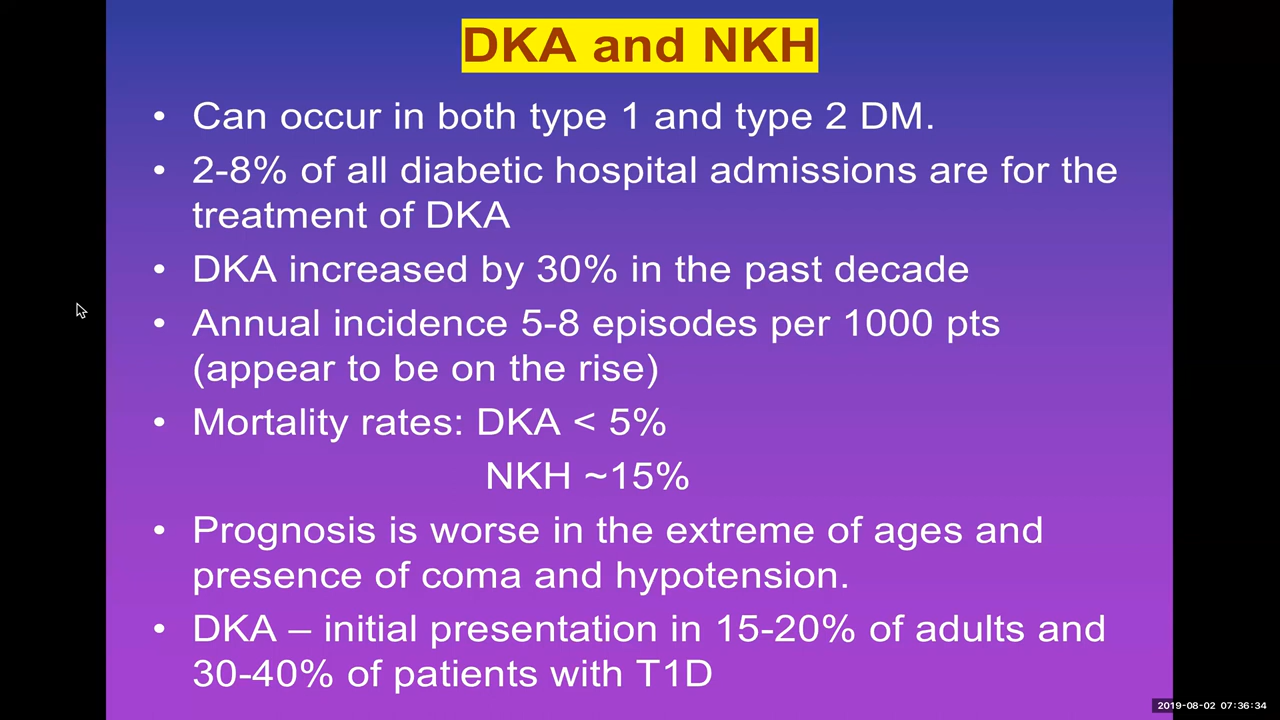 DKA and NKH
• Can occur in both type 1 and type 2 DM.
• 2-8% of all diabetic hospital admissions are for the
treatment of DKA
• DKA increased by 30% in the past decade
• Annual incidence 5-8 episodes per 1000 pts
(appear to be on the rise)
• Mortality rates: DKA < 5%
NKH ~15%
• Prognosis is worse in the extreme of ages and
presence of coma and hypotension.
• DKA – initial presentation in 15-20% of adults and
30-40% of patients with T1D
2019-08-02 07:36:34